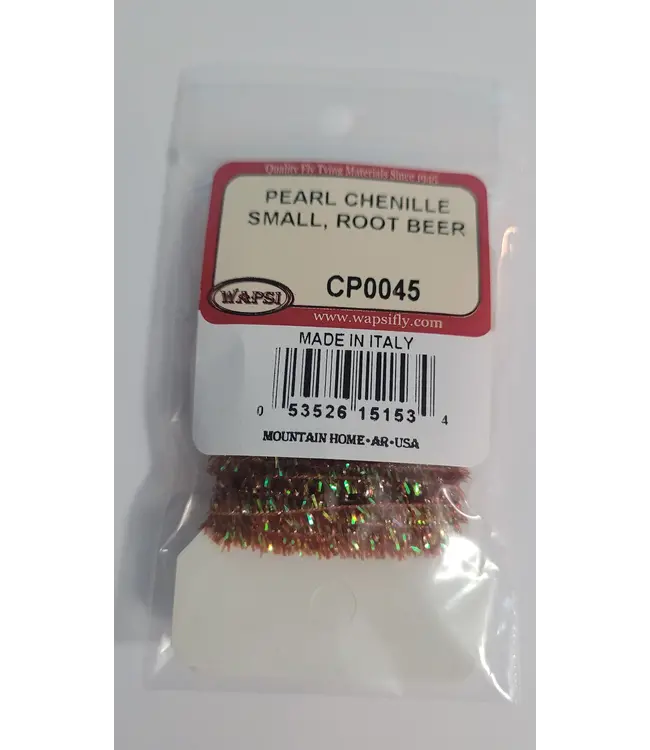 Quality Fly Tying Materials Since 1945
PEARL CHENILLE
SMALL, ROOT BEER
WAPSI
CP0045
www.wapsifly.com
MADE IN ITALY
0 53526 15153 4
MOUNTAIN HOME•AR•USA